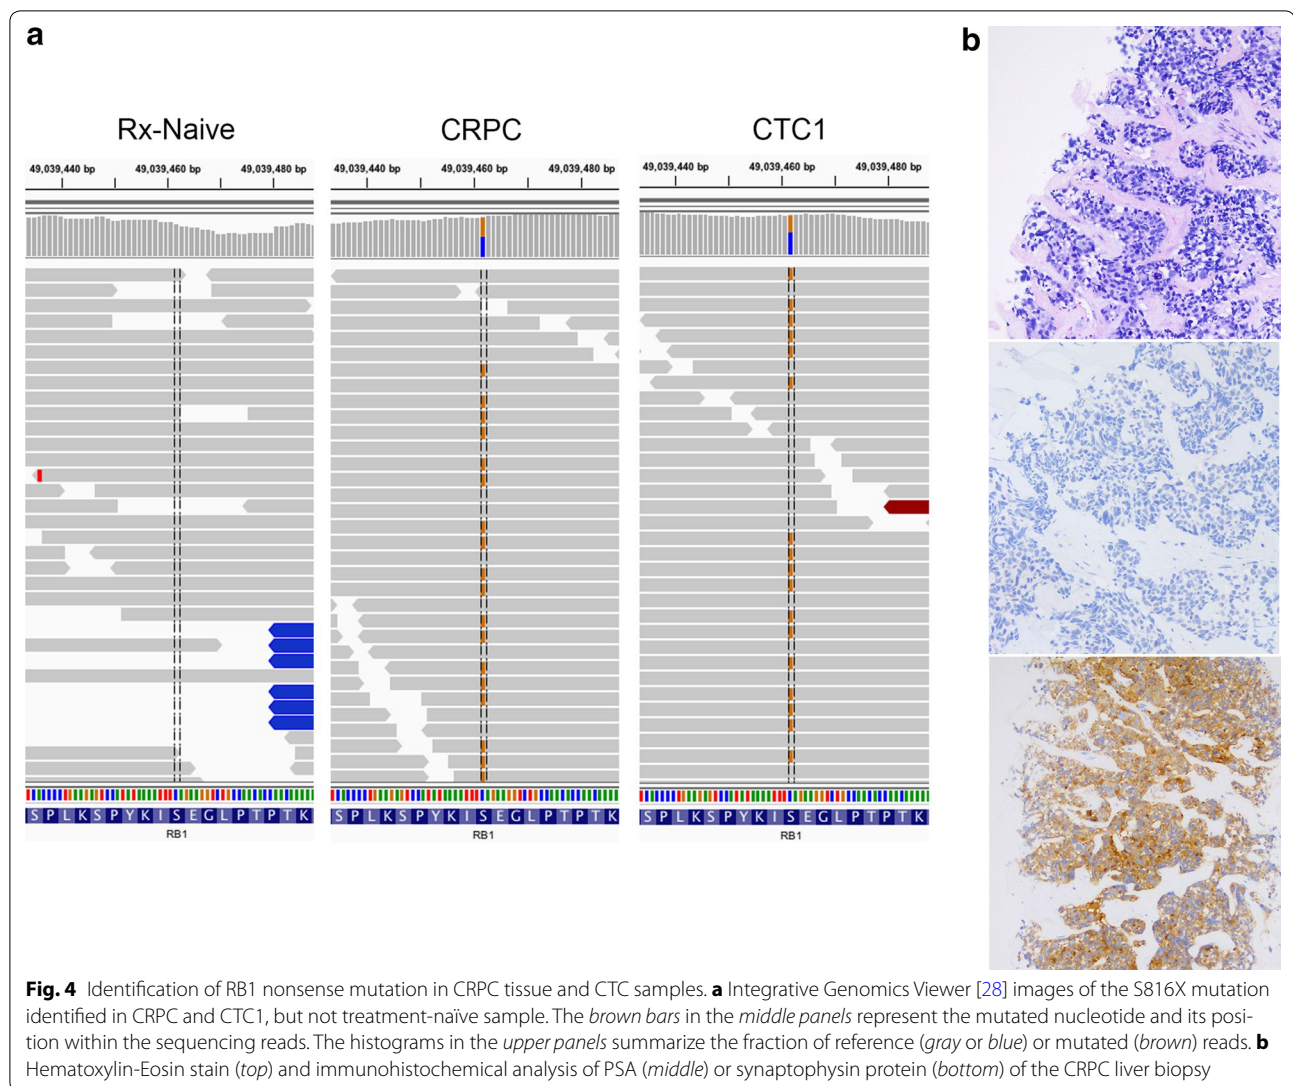 a
b
Rx-Naive
CRPC
CTC1
49,039,440 bp 49,039,460 bp 49,039,480 bp
49,039,440 bp 49,039,460 bp 49,039,480 bp
49,039,440 bp 49,039,460 bp 49,039,480 bp
S P L K S P Y K I S E G L P T P T K
S P L K S P Y K I S E G L P T P T K
S P L K S P Y K I S E G L P T P T K
RB1
RB1
RB1
Fig. 4 Identification of RB1 nonsense mutation in CRPC tissue and CTC samples. a Integrative Genomics Viewer [28] images of the S816X mutation
identified in CRPC and CTC1, but not treatment-naïve sample. The brown bars in the middle panels represent the mutated nucleotide and its posi-
tion within the sequencing reads. The histograms in the upper panels summarize the fraction of reference (gray or blue) or mutated (brown) reads. b
Hematoxylin-Eosin stain (top) and immunohistochemical analysis of PSA (middle) or synaptophysin protein (bottom) of the CRPC liver biopsy